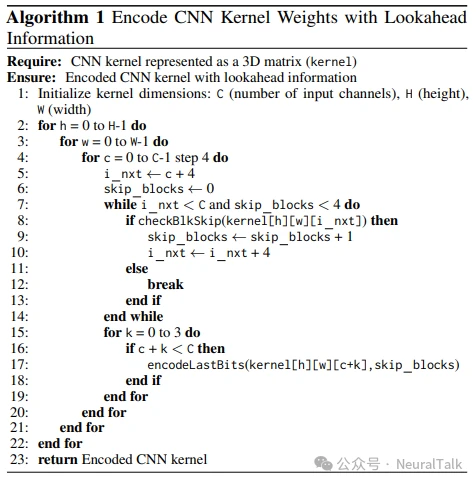 Algorithm 1 Encode CNN Kernel Weights with Lookahead
Information
Require: CNN kernel represented as a 3D matrix (kernel)
Ensure: Encoded CNN kernel with lookahead information
1: Initialize kernel dimensions: C (number of input channels), H (height),
W (width)
2: for h = 0 to H-1 do
3: for w = 0 to W-1 do
4: for c = 0 to C-1 step 4 do
5: i_nxt ← c + 4
6: skip_blocks ← 0
7: while i_nxt < C and skip_blocks < 4 do
8: if checkBlkSkip(kernel[h][w][i_nxt]) then
9: skip_blocks ← skip_blocks + 1
10: i_nxt ← i_nxt + 4
11: else
12: break
13: end if
14: end while
15: for k = 0 to 3 do
16: if c + k < C then
17: encodeLastBits(kernel[h][w][c+k],skip_blocks)
18: end if
19: end for
20: end for
21: end for
22: end for
23: return Encoded CNN kernel
公众号 · NeuralTalk